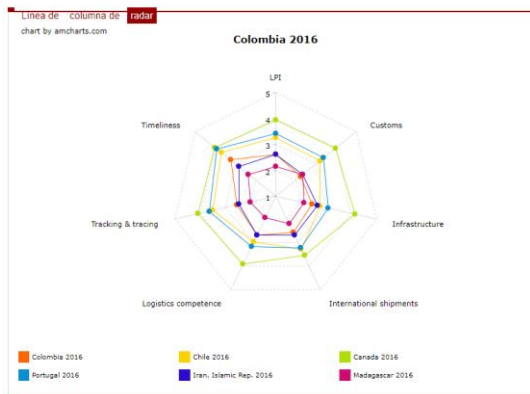 Línea de columna de radar
chart by amcharts.com
Colombia 2016
LPI
5
Timeliness
4
Customs
3
2
Tracking & tracing
1
Infrastructure
Logistics competence
International shipments
Colombia 2016
Chile 2016
Canada 2016
Portugal 2016
Iran, Islamic Rep. 2016
Madagascar 2016